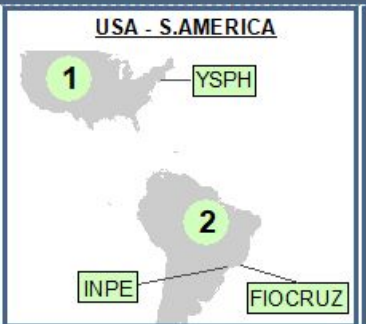 USA - S.AMERICA
1
YSPH
2
INPE
FIOCRUZ